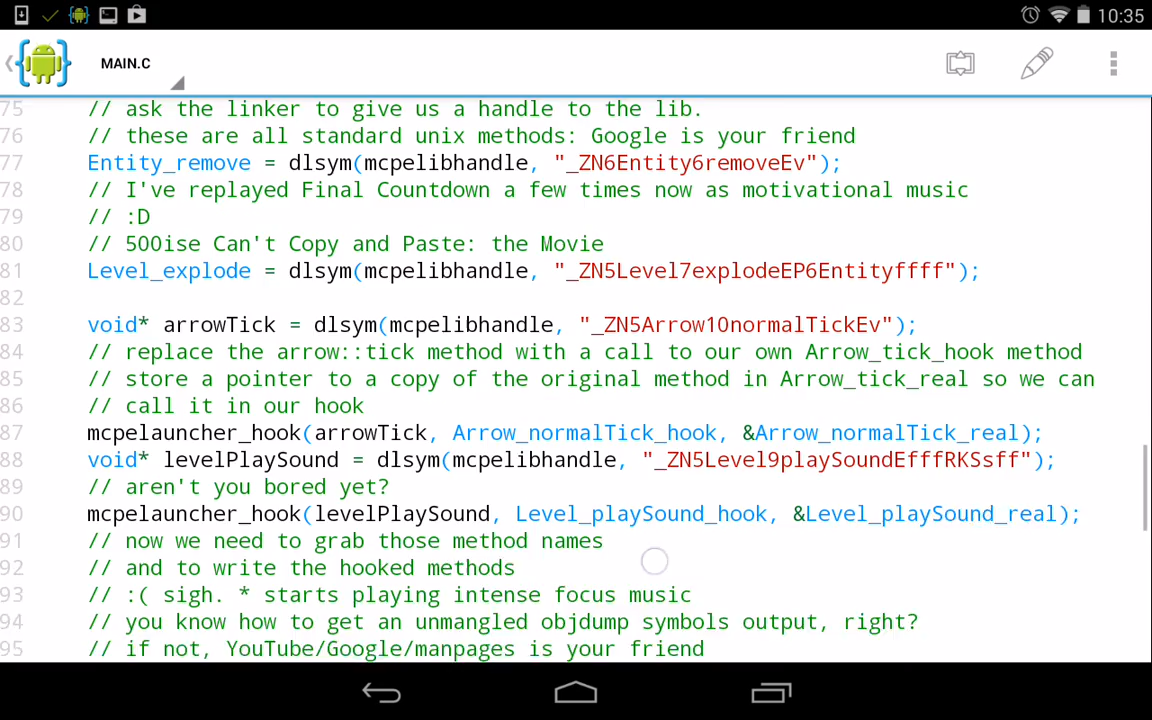 10:35
MAIN.C
75 // ask the linker to give us a handle to the lib.
76 // these are all standard unix methods: Google is your friend
77 Entity_remove = dlsym(mcpelibhandle, "_ZN6Entity6removeEv");
78 // I've replayed Final Countdown a few times now as motivational music
79 // :D
80 // 500ise Can't Copy and Paste: the Movie
81 Level_explode = dlsym(mcpelibhandle, "_ZN5Level7explodeEP6Entityffff");
82
83 void* arrowTick = dlsym(mcpelibhandle, "_ZN5Arrow10normalTickEv");
84 // replace the arrow::tick method with a call to our own Arrow_tick_hook method
85 // store a pointer to a copy of the original method in Arrow_tick_real so we can
86 // call it in our hook
87 mcpelauncher_hook(arrowTick, Arrow_normalTick_hook, &Arrow_normalTick_real);
88 void* levelPlaySound = dlsym(mcpelibhandle, "_ZN5Level9playSoundEfffRKSsff");
89 // aren't you bored yet?
90 mcpelauncher_hook(levelPlaySound, Level_playSound_hook, &Level_playSound_real);
91 // now we need to grab those method names
92 // and to write the hooked methods
93 // :( sigh. * starts playing intense focus music
94 // you know how to get an unmangled objdump symbols output, right?
95 // if not, YouTube/Google/manpages is your friend